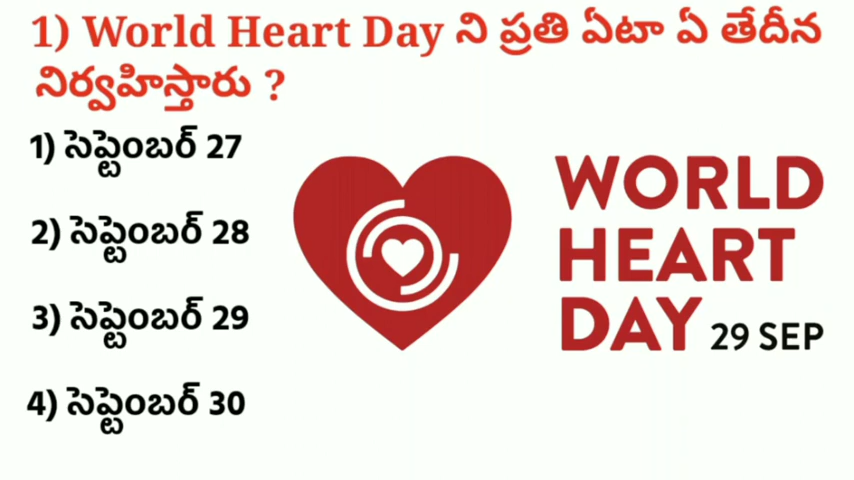 1) World Heart Day ని ప్రతి ఏటా ఏ తేదీన
నిర్వహిస్తారు ?
1) సెప్టెంబర్ 27
2) సెప్టెంబర్ 28
3) సెప్టెంబర్ 29
4) సెప్టెంబర్ 30
WORLD
HEART
DAY 29 SEP